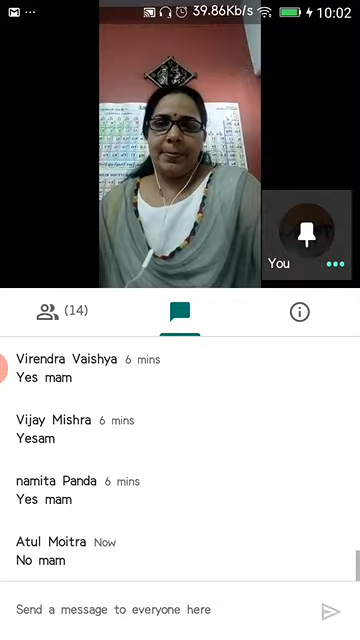 39.86Kb/s
10:02
You
(14)
Virendra Vaishya 6 mins
Yes mam
Vijay Mishra 6 mins
Yesam
namita Panda 6 mins
Yes mam
Atul Moitra Now
No mam
Send a message to everyone here